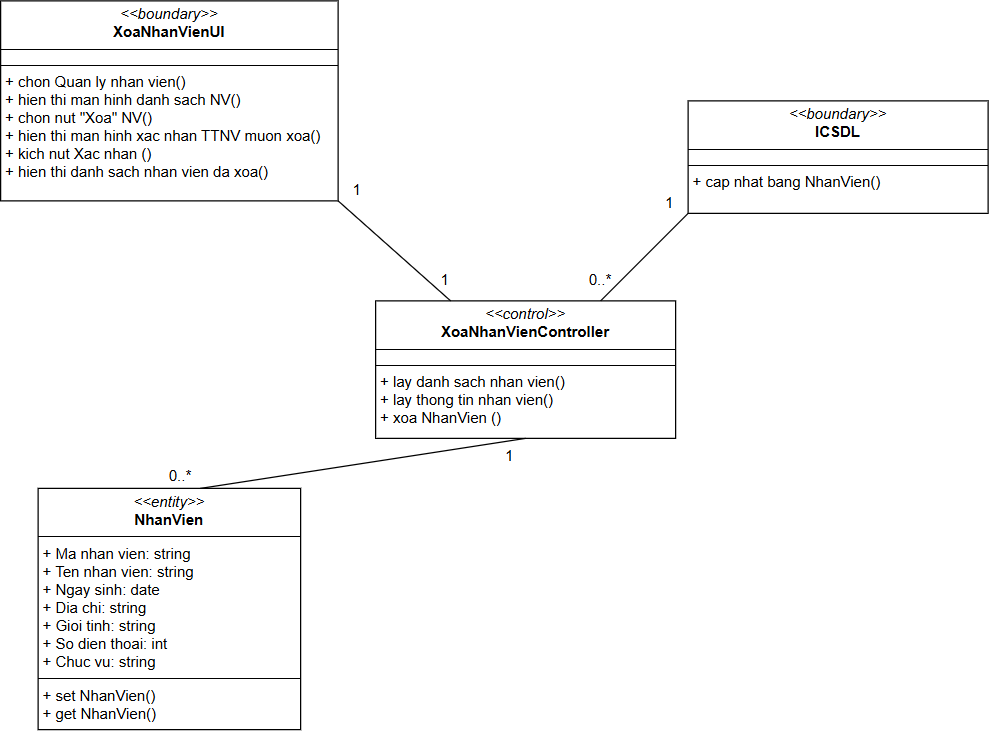 <<boundary>>
XoaNhanVienUI
+ chon Quan ly nhan vien()
+ hien thi man hinh danh sach NV()
+ chon nut "Xoa" NV()
+ hien thi man hinh xac nhan TTNV muon xoa()
+ kich nut Xac nhan ()
+ hien thi danh sach nhan vien da xoa()
1
<<boundary>>
ICSDL
+ cap nhat bang NhanVien()
1
1
0..*
<<control>>
XoaNhanVienController
+ lay danh sach nhan vien()
+ lay thong tin nhan vien()
+ xoa NhanVien ()
1
0..*
<<entity>>
NhanVien
+ Ma nhan vien: string
+ Ten nhan vien: string
+ Ngay sinh: date
+ Dia chi: string
+ Gioi tinh: string
+ So dien thoai: int
+ Chuc vu: string
+ set NhanVien()
+ get NhanVien()